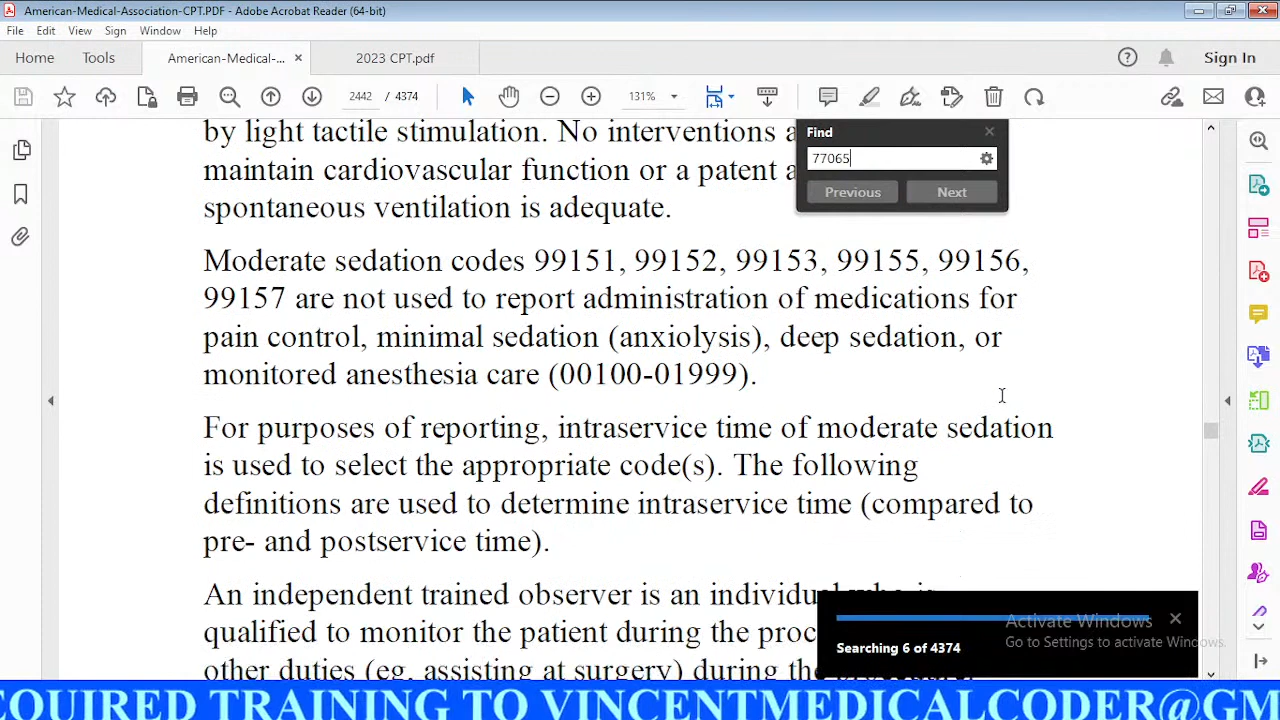 American-Medical-Association-CPT.PDF - Adobe Acrobat Reader (64-bit)
File Edit View Sign Window Help
Home Tools American-Medical-... × 2023 CPT.pdf Sign In
2442 / 4374 131%
by light tactile stimulation. No interventions a
maintain cardiovascular function or a patent a
spontaneous ventilation is adequate.
Find
77065
Previous Next
Moderate sedation codes 99151, 99152, 99153, 99155, 99156,
99157 are not used to report administration of medications for
pain control, minimal sedation (anxiolysis), deep sedation, or
monitored anesthesia care (00100-01999).
For purposes of reporting, intraservice time of moderate sedation
is used to select the appropriate code(s). The following
definitions are used to determine intraservice time (compared to
pre- and postservice time).
An independent trained observer is an individual who is
qualified to monitor the patient during the proc
other duties (eg, assisting at surgery) during the procedure.
Searching 6 of 4374
Activate Windows
Go to Settings to activate Windows.
EQUIRED TRAINING TO VINCENTMEDICALCODER@GM